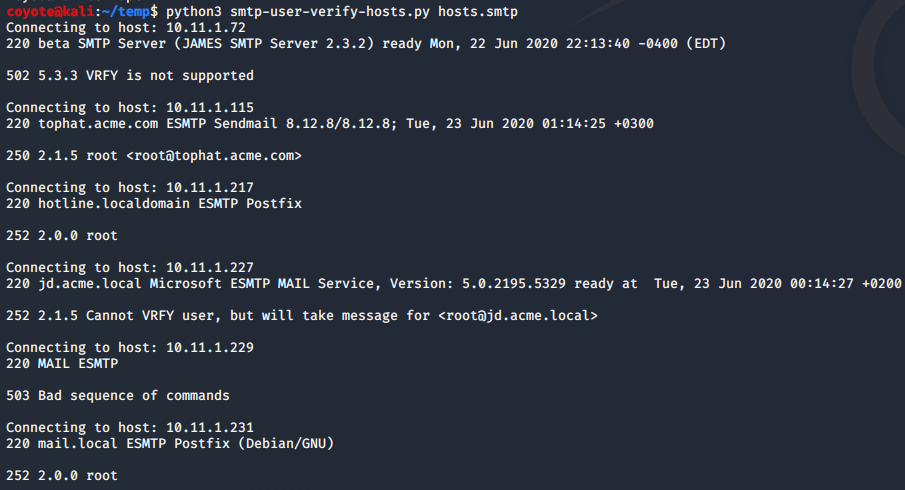 coyote@kali:~/temp$ python3 smtp-user-verify-hosts.py hosts.smtp
Connecting to host: 10.11.1.72
220 beta SMTP Server (JAMES SMTP Server 2.3.2) ready Mon, 22 Jun 2020 22:13:40 -0400 (EDT)
502 5.3.3 VRFY is not supported
Connecting to host: 10.11.1.115
220 tophat.acme.com ESMTP Sendmail 8.12.8/8.12.8; Tue, 23 Jun 2020 01:14:25 +0300
250 2.1.5 root <root@tophat.acme.com>
Connecting to host: 10.11.1.217
220 hotline.localdomain ESMTP Postfix
252 2.0.0 root
Connecting to host: 10.11.1.227
220 jd.acme.local Microsoft ESMTP MAIL Service, Version: 5.0.2195.5329 ready at  Tue, 23 Jun 2020 00:14:27 +0200
252 2.1.5 Cannot VRFY user, but will take message for <root@jd.acme.local>
Connecting to host: 10.11.1.229
220 MAIL ESMTP
503 Bad sequence of commands
Connecting to host: 10.11.1.231
220 mail.local ESMTP Postfix (Debian/GNU)
252 2.0.0 root